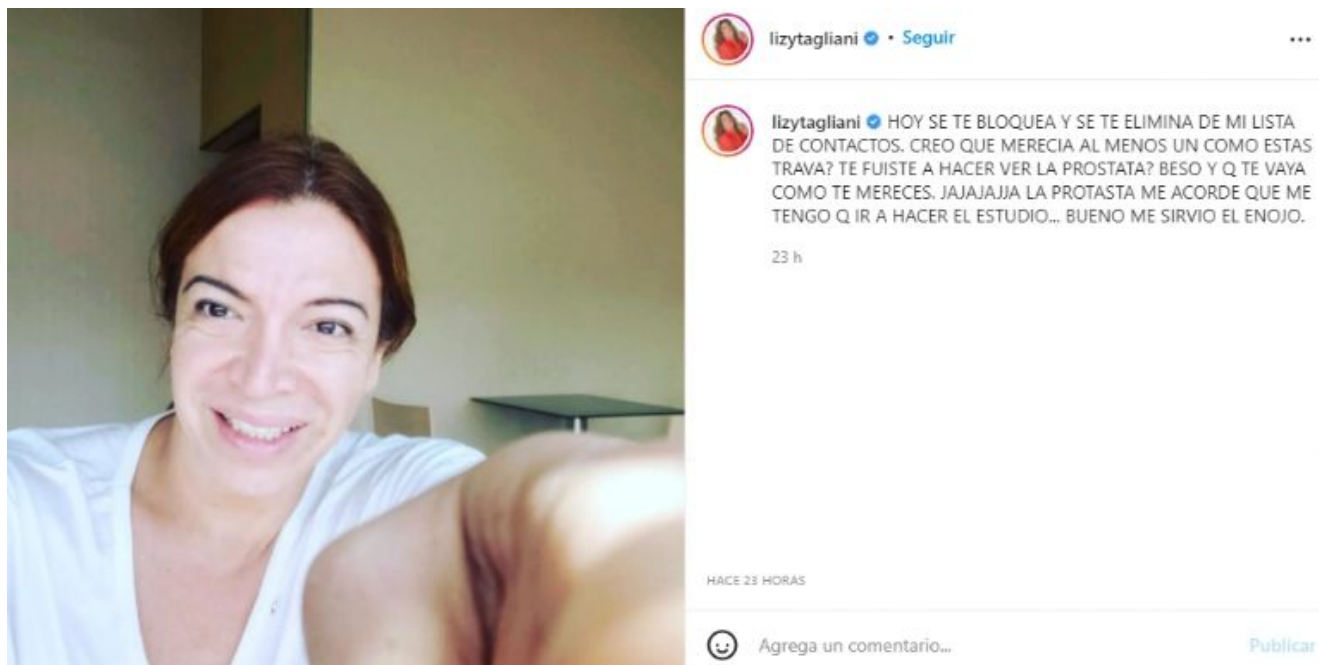 lizytagliani • Seguir
lizytagliani HOY SE TE BLOQUEA Y SE TE ELIMINA DE MI LISTA
DE CONTACTOS. CREO QUE MERECIA AL MENOS UN COMO ESTAS
TRAVA? TE FUISTE A HACER VER LA PROSTATA? BESO Y Q TE VAYA
COMO TE MERECES. JAJAJAJJA LA PROTASTA ME ACORDE QUE ME
TENGO Q IR A HACER EL ESTUDIO... BUENO ME SIRVIO EL ENOJO.
23 h
HACE 23 HORAS
Agrega un comentario...
Publicar